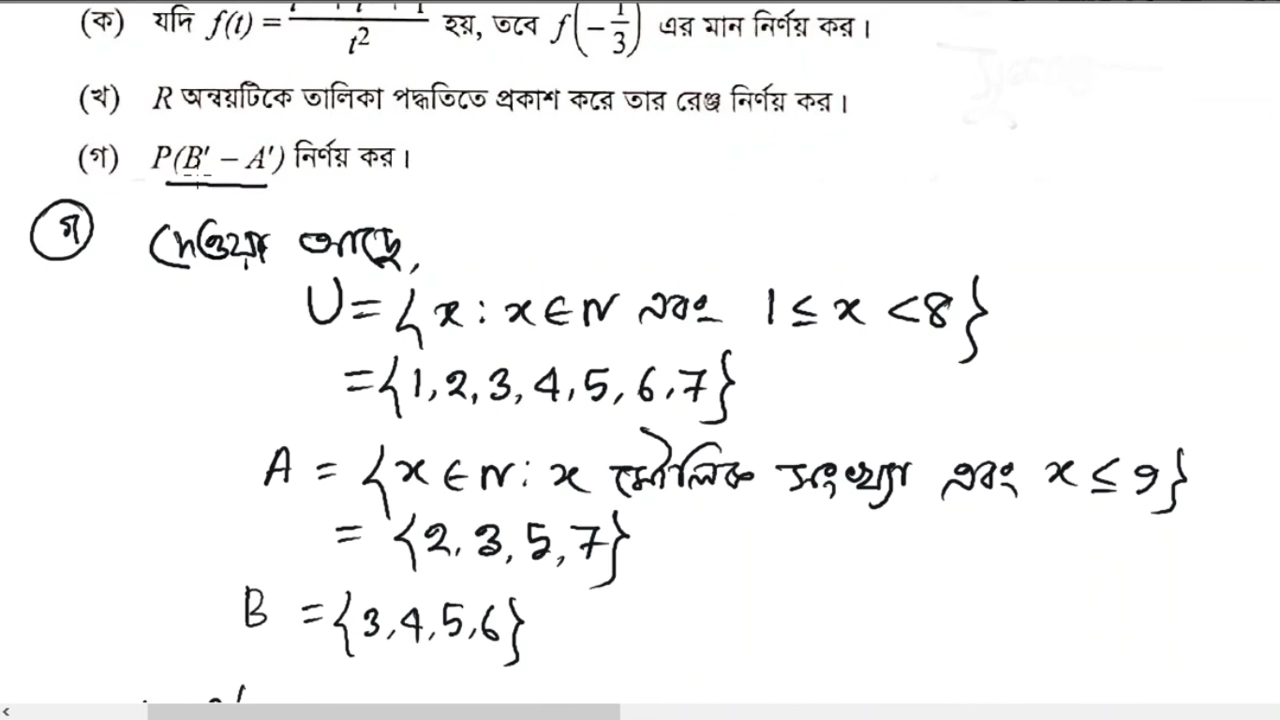 (ক) যদি f(t) = t² হয়, তবে f(−1/3) এর মান নির্ণয় কর।
(খ) R অন্বয়টিকে তালিকা পদ্ধতিতে প্রকাশ করে তার রেঞ্জ নির্ণয় কর।
(গ) P(B′ − A′) নির্ণয় কর।
গ দেওয়া আছে,
U = {x : x ∈ N এবং 1 ≤ x < 8}
= {1, 2, 3, 4, 5, 6, 7}
A = {x ∈ N : x মৌলিক সংখ্যা এবং x ≤ 9}
= {2, 3, 5, 7}
B = {3, 4, 5, 6}